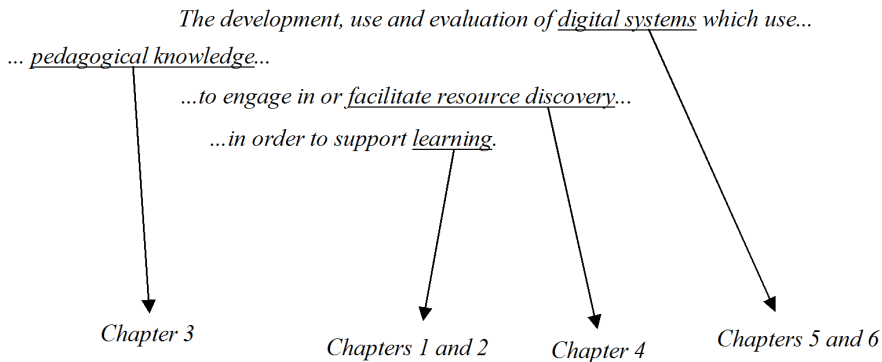 The development, use and evaluation of digital systems which use...
... pedagogical knowledge...
...to engage in or facilitate resource discovery...
...in order to support learning.
Chapter 3
Chapters 1 and 2
Chapter 4
Chapters 5 and 6